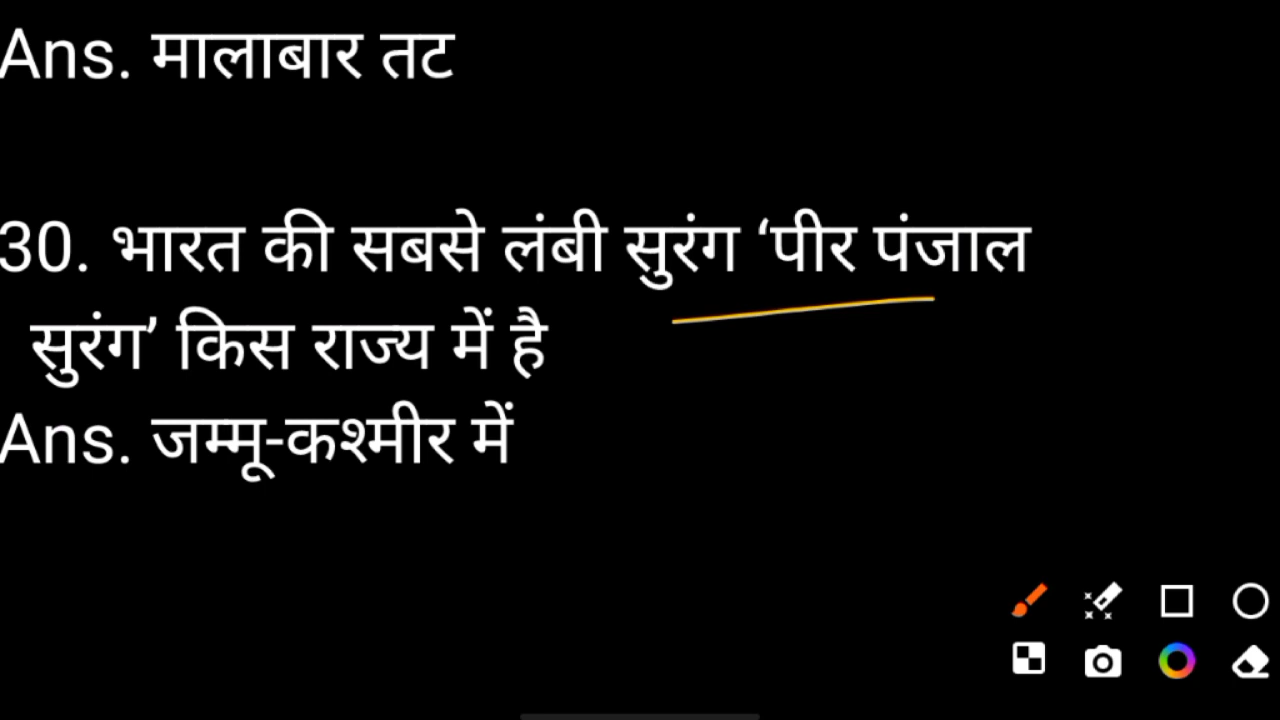 Ans. मालाबार तट
30. भारत की सबसे लंबी सुरंग ‘पीर पंजाल
सुरंग’ किस राज्य में है
Ans. जम्मू-कश्मीर में